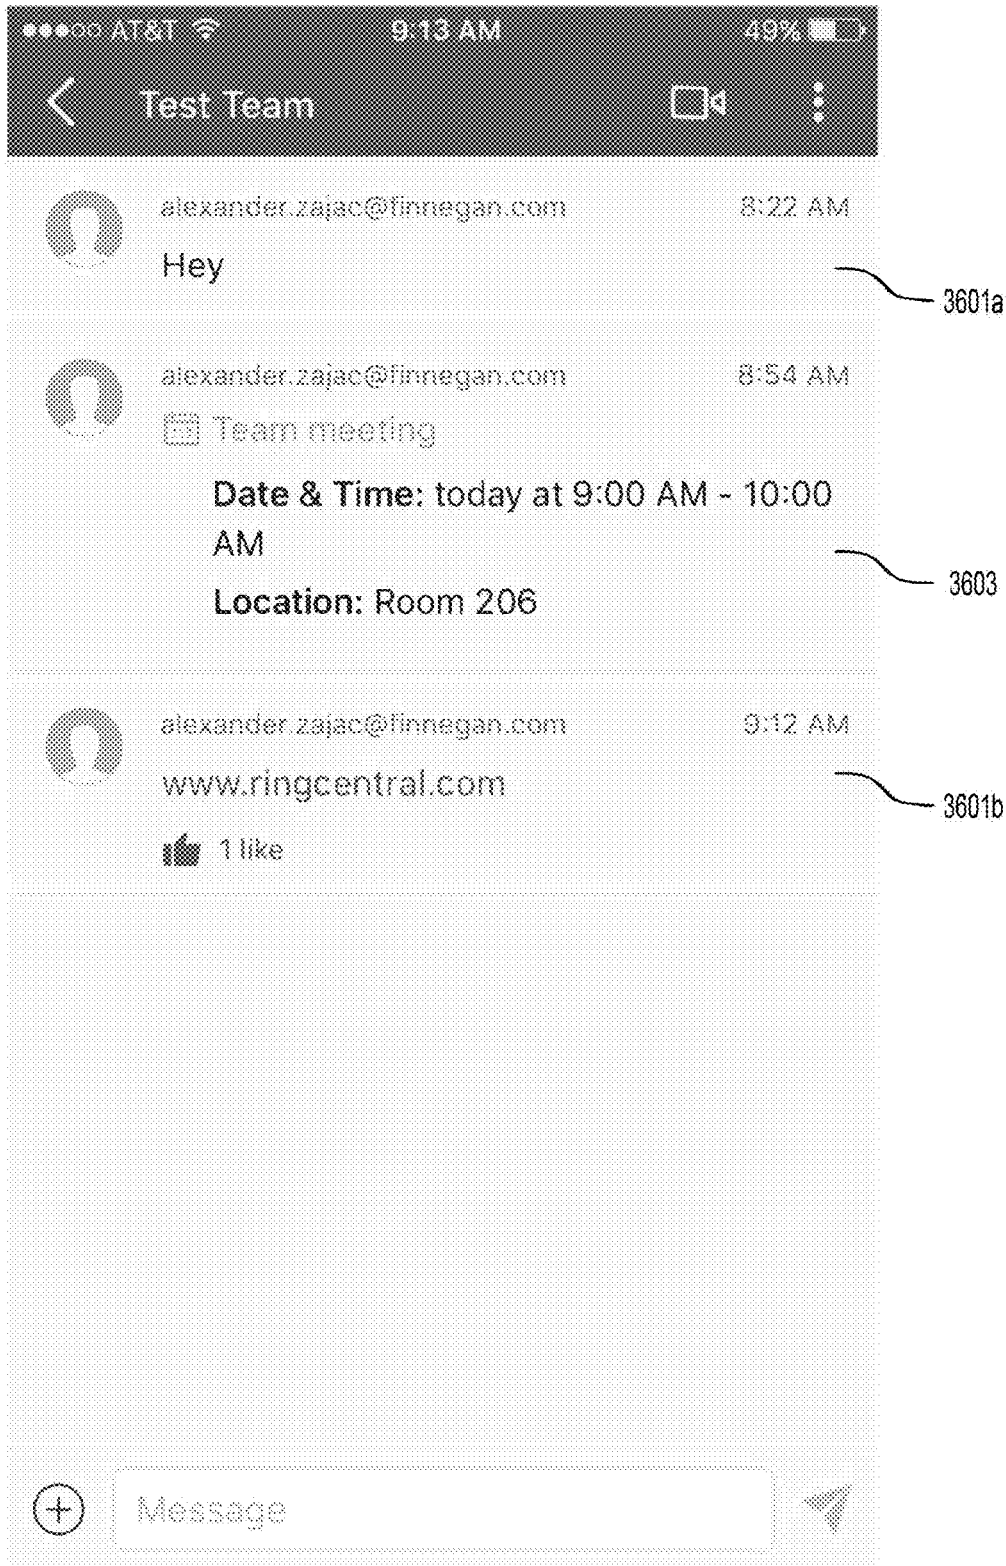 AT&T 9:13 AM 49%
Test Team
alexander.zajac@finnegan.com 8:22 AM
Hey
3601a
alexander.zajac@finnegan.com 8:54 AM
Team meeting
Date & Time: today at 9:00 AM - 10:00
AM
3603
Location: Room 206
alexander.zajac@finnegan.com 9:12 AM
www.ringcentral.com
3601b
1 like
Message